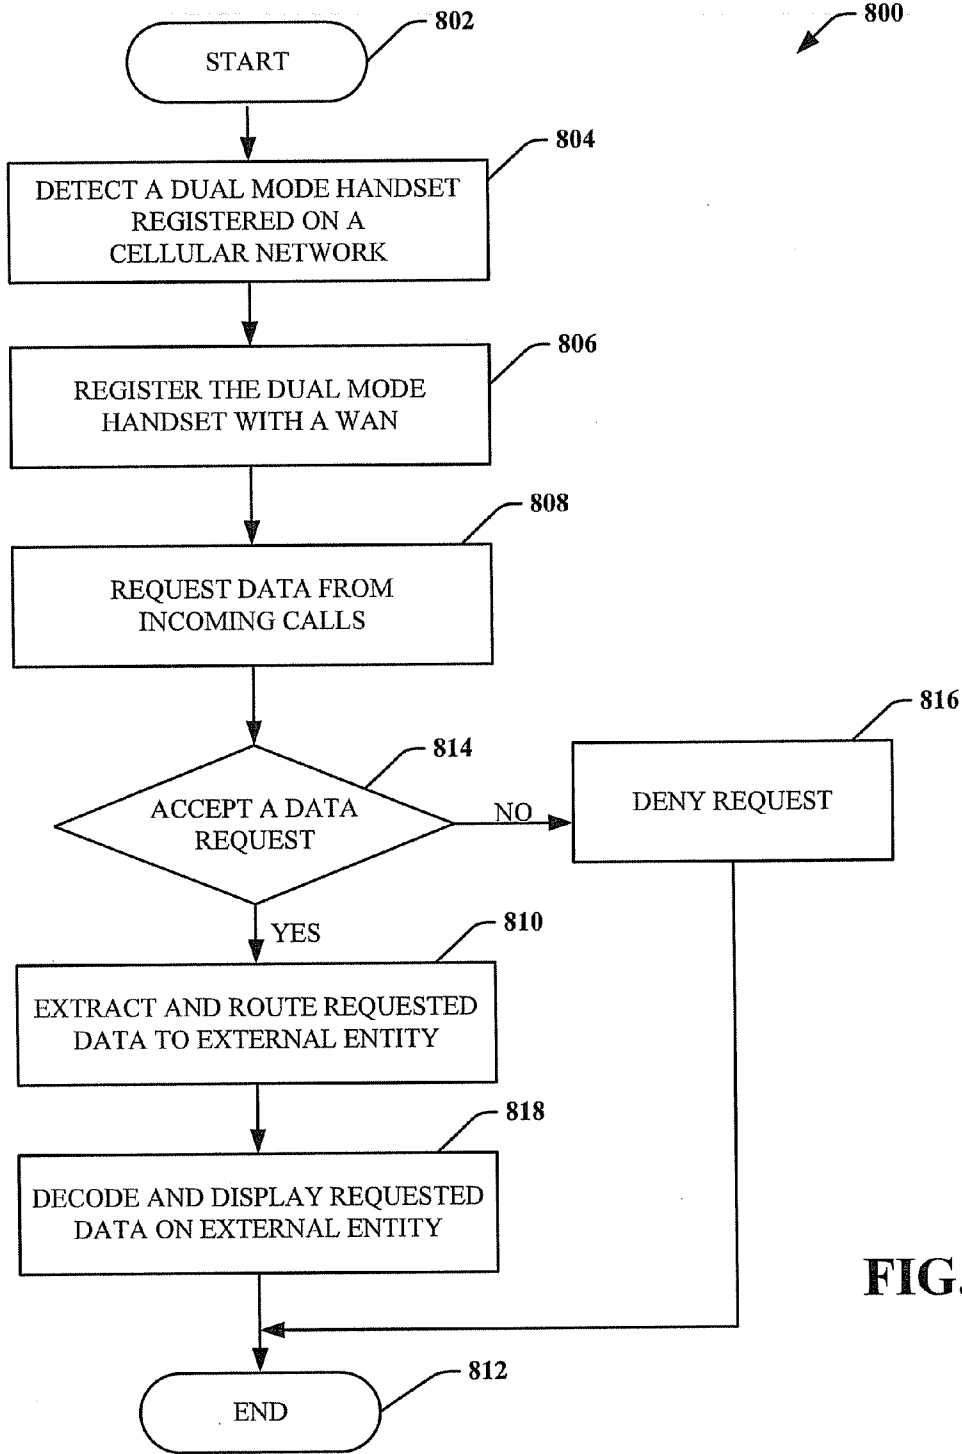 802
800
START
804
DETECT A DUAL MODE HANDSET
REGISTERED ON A
CELLULAR NETWORK
806
REGISTER THE DUAL MODE
HANDSET WITH A WAN
808
REQUEST DATA FROM
INCOMING CALLS
814
816
ACCEPT A DATA
REQUEST
NO
DENY REQUEST
YES
810
EXTRACT AND ROUTE REQUESTED
DATA TO EXTERNAL ENTITY
818
DECODE AND DISPLAY REQUESTED
DATA ON EXTERNAL ENTITY
FIG.
812
END